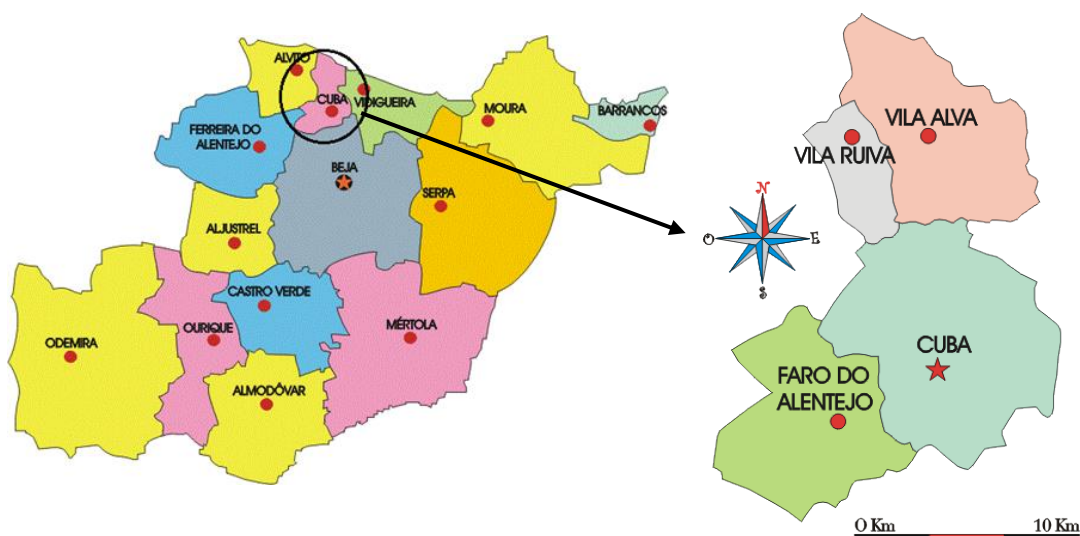 ALVITO
CUBA
VIDIGUEIRA
MOURA
BARRANCOS
FERREIRA DO
ALENTEJO
BEJA
SERPA
ALJUSTREL
CASTRO VERDE
OURIQUE
MÉRTOLA
ODEMIRA
ALMODÔVAR
N
O
E
S
VILA ALVA
VILA RUIVA
CUBA
FARO DO
ALENTEJO
O Km 10 Km